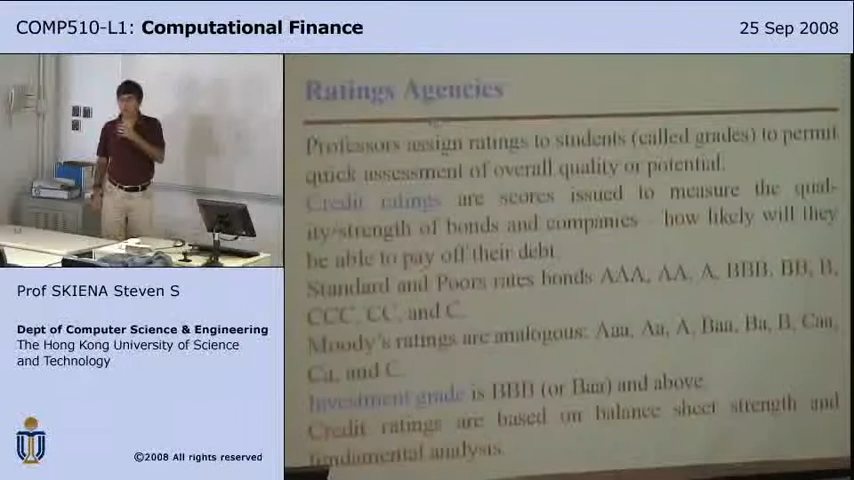 COMP510-L1: Computational Finance
25 Sep 2008
Ratings Agencies
Professors assign ratings to students (called grades) to permit
quick assessment of overall quality or potential.
Credit ratings are scores issued to measure the qual-
ity/strength of bonds and companies – how likely will they
be able to pay off their debt.
Standard and Poors rates bonds AAA, AA, A, BBB, BB, B,
CCC, CC, and C.
Moody's ratings are analogous: Aaa, Aa, A, Baa, Ba, B, Caa,
Ca, and C.
Investment grade is BBB (or Baa) and above.
Credit ratings are based on balance sheet strength and
fundamental analysis.
Prof SKIENA Steven S
Dept of Computer Science & Engineering
The Hong Kong University of Science
and Technology
©2008 All rights reserved